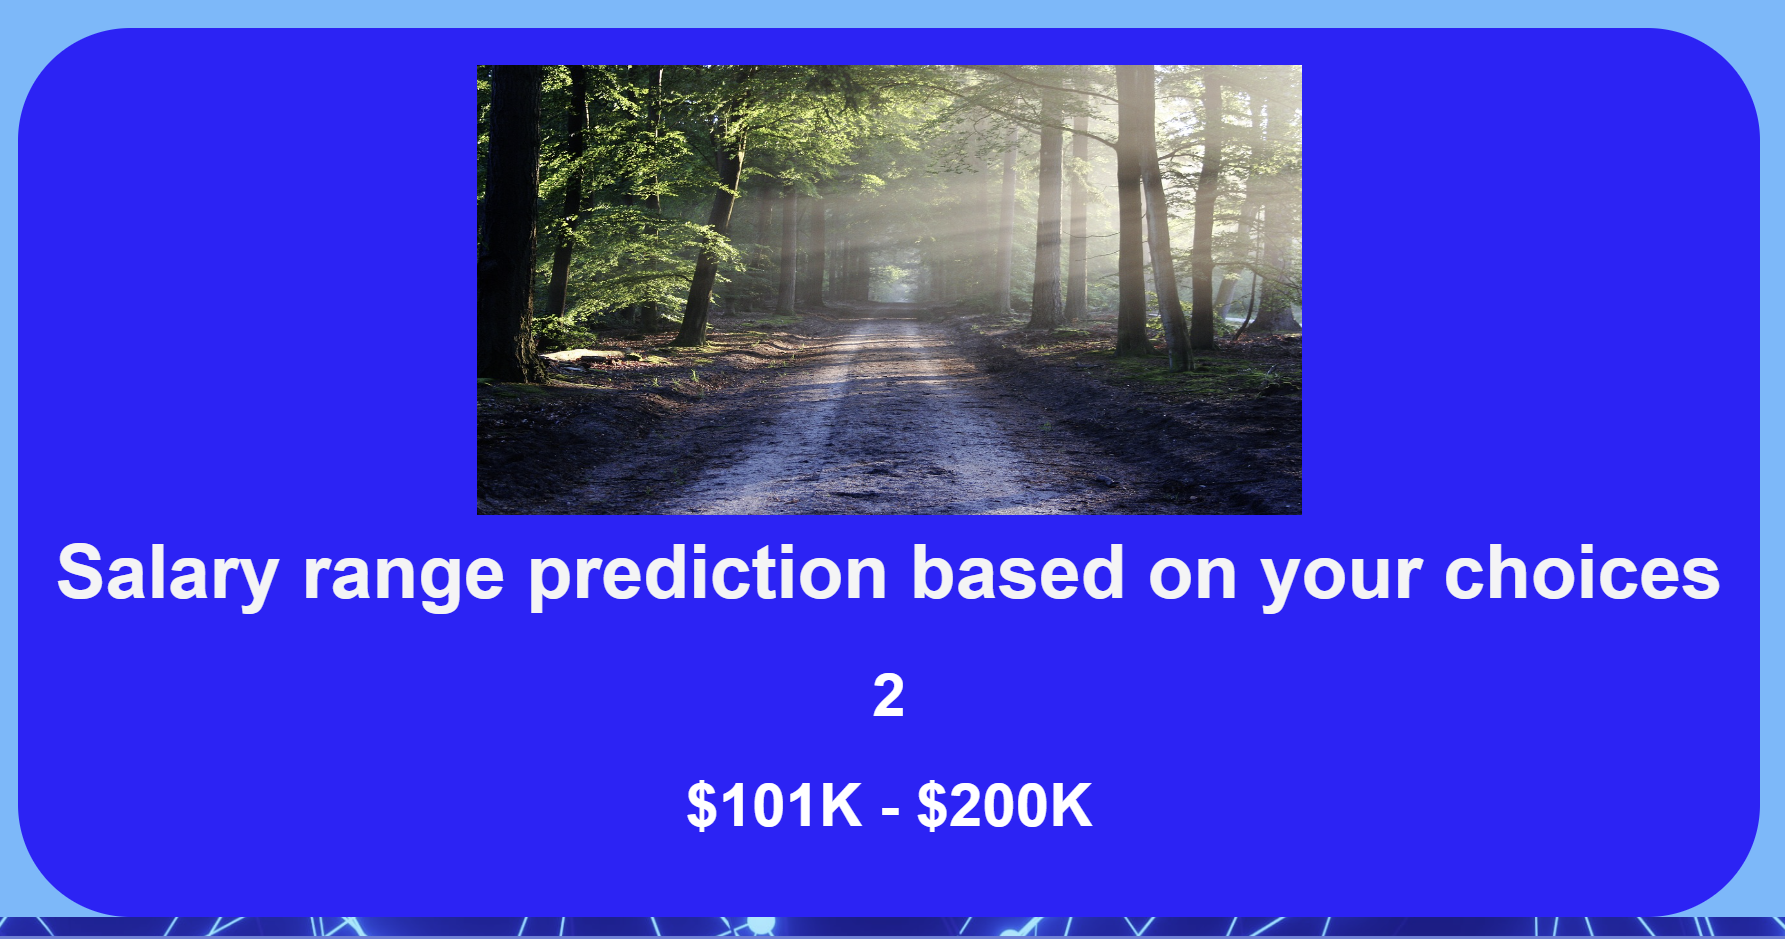 Salary range prediction based on your choices
2
$101K - $200K